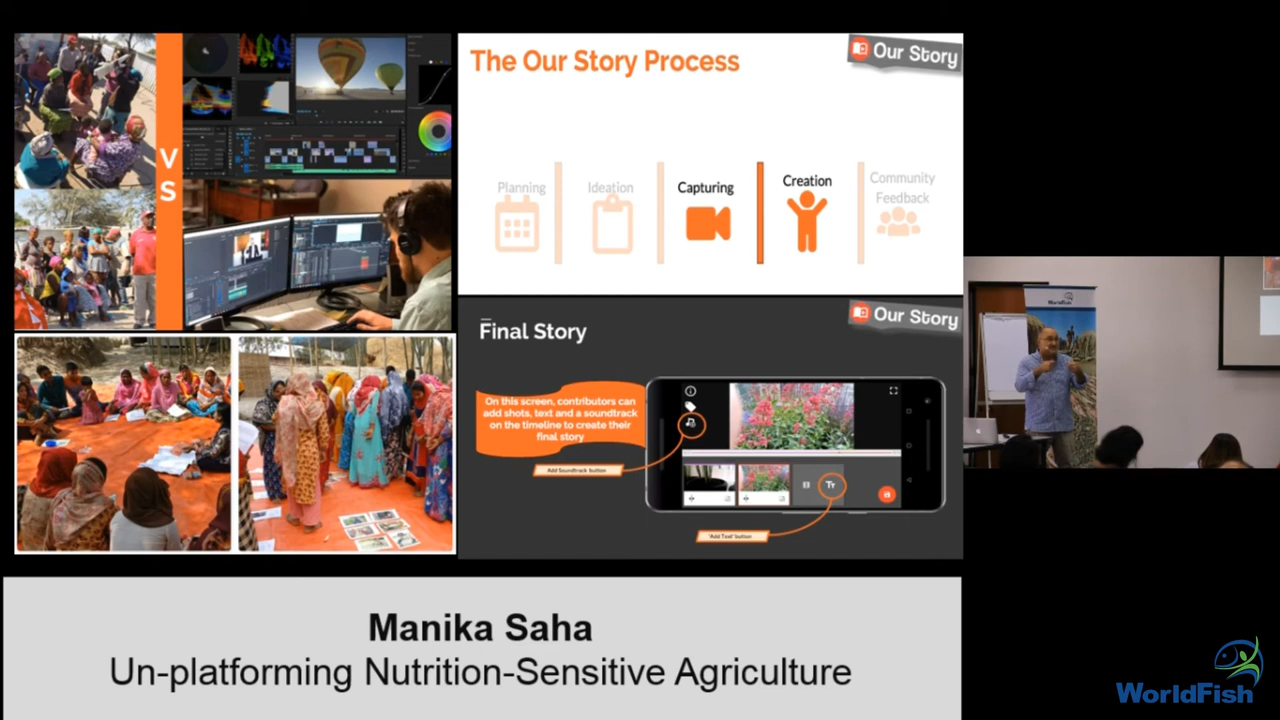 V
S
The Our Story Process
Our Story
Planning
Ideation
Capturing
Creation
Community
Feedback
Final Story
Our Story
On this screen, contributors can
add shots, text and a soundtrack
on the timeline to create their
final story
Add Soundtrack button
Tт
'Add Text' button
WorldFish
Manika Saha
Un-platforming Nutrition-Sensitive Agriculture
WorldFish